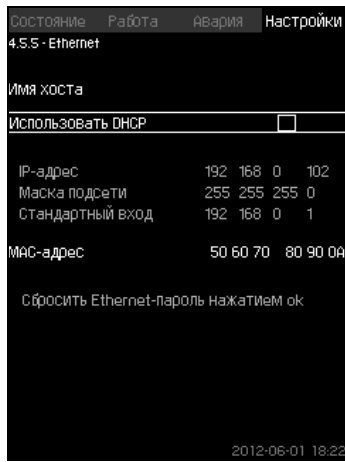 Состояние Работа Авария Настройки
4.5.5 - Ethernet
Имя хоста
Использовать DHCP
IP-адрес 192 168 0 102
Маска подсети 255 255 255 0
Стандартный вход 192 168 0 1
МАС-адрес 50 60 70 80 90 0A
Сбросить Ethernet-пароль нажатием ok
2012-06-01 18:22